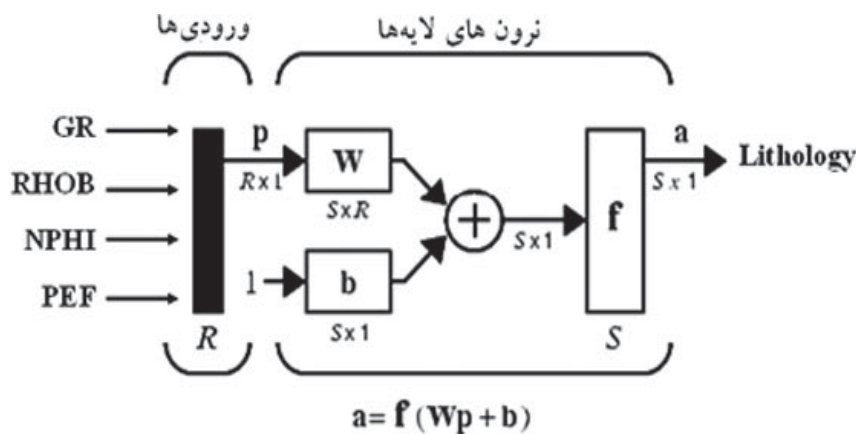 ورودی‌ها
نرون های لایه‌ها
GR
RHOB
NPHI
PEF
p
R x 1
W
S x R
1
b
S x 1
S x 1
f
a
S x 1
Lithology
R
S
a= f (Wp + b)